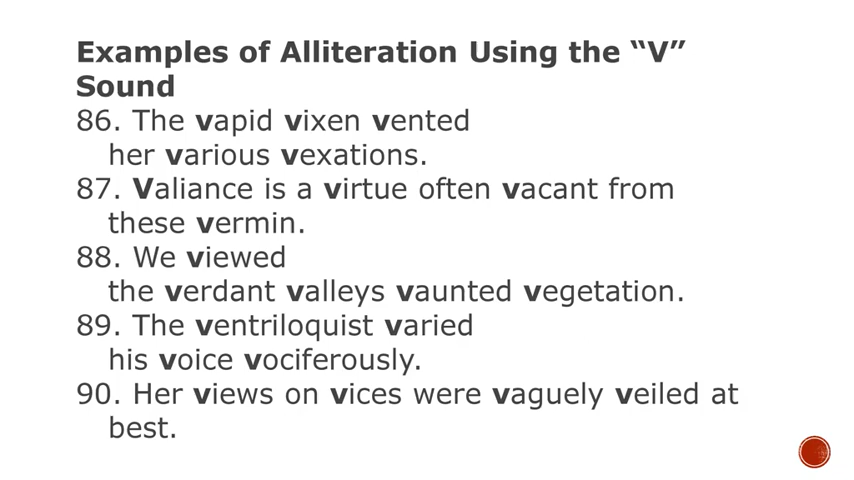 Examples of Alliteration Using the “V”
Sound
86. The vapid vixen vented
her various vexations.
87. Valiance is a virtue often vacant from
these vermin.
88. We viewed
the verdant valleys vaunted vegetation.
89. The ventriloquist varied
his voice vociferously.
90. Her views on vices were vaguely veiled at
best.